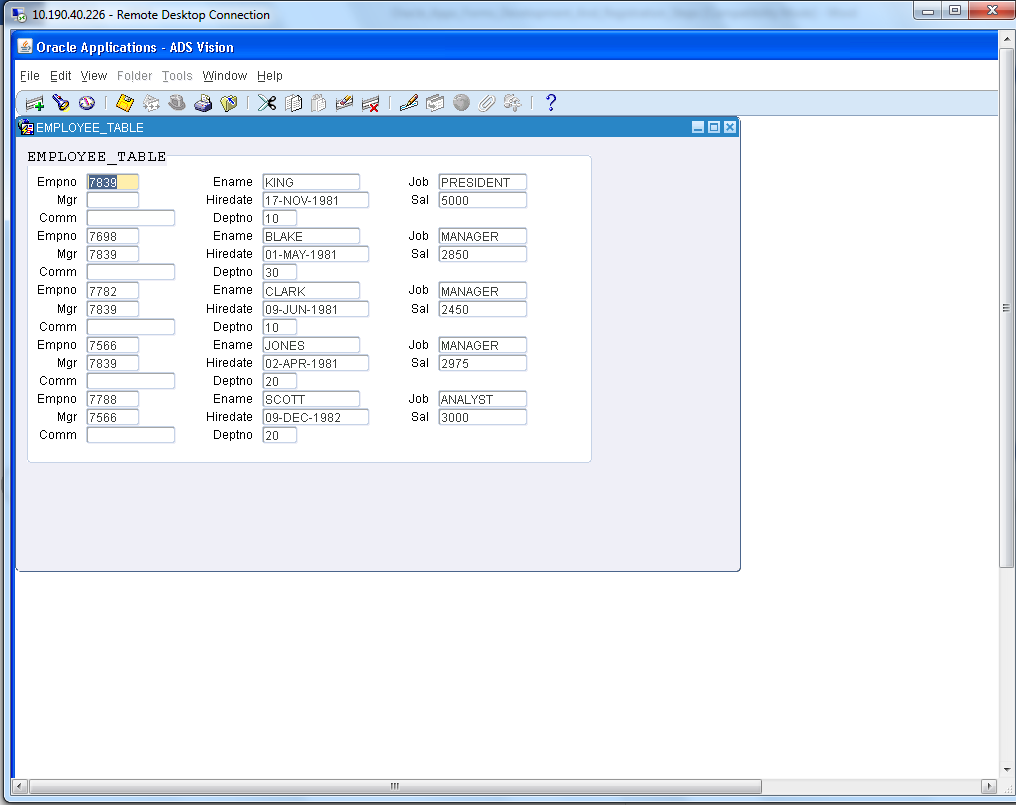 10.190.40.226 - Remote Desktop Connection
Oracle Applications - ADS Vision
File Edit View Folder Tools Window Help
?
EMPLOYEE_TABLE
EMPLOYEE_TABLE
Empno 7839 Ename KING Job PRESIDENT
Mgr Hiredate 17-NOV-1981 Sal 5000
Comm Deptno 10
Empno 7698 Ename BLAKE Job MANAGER
Mgr 7839 Hiredate 01-MAY-1981 Sal 2850
Comm Deptno 30
Empno 7782 Ename CLARK Job MANAGER
Mgr 7839 Hiredate 09-JUN-1981 Sal 2450
Comm Deptno 10
Empno 7566 Ename JONES Job MANAGER
Mgr 7839 Hiredate 02-APR-1981 Sal 2975
Comm Deptno 20
Empno 7788 Ename SCOTT Job ANALYST
Mgr 7566 Hiredate 09-DEC-1982 Sal 3000
Comm Deptno 20